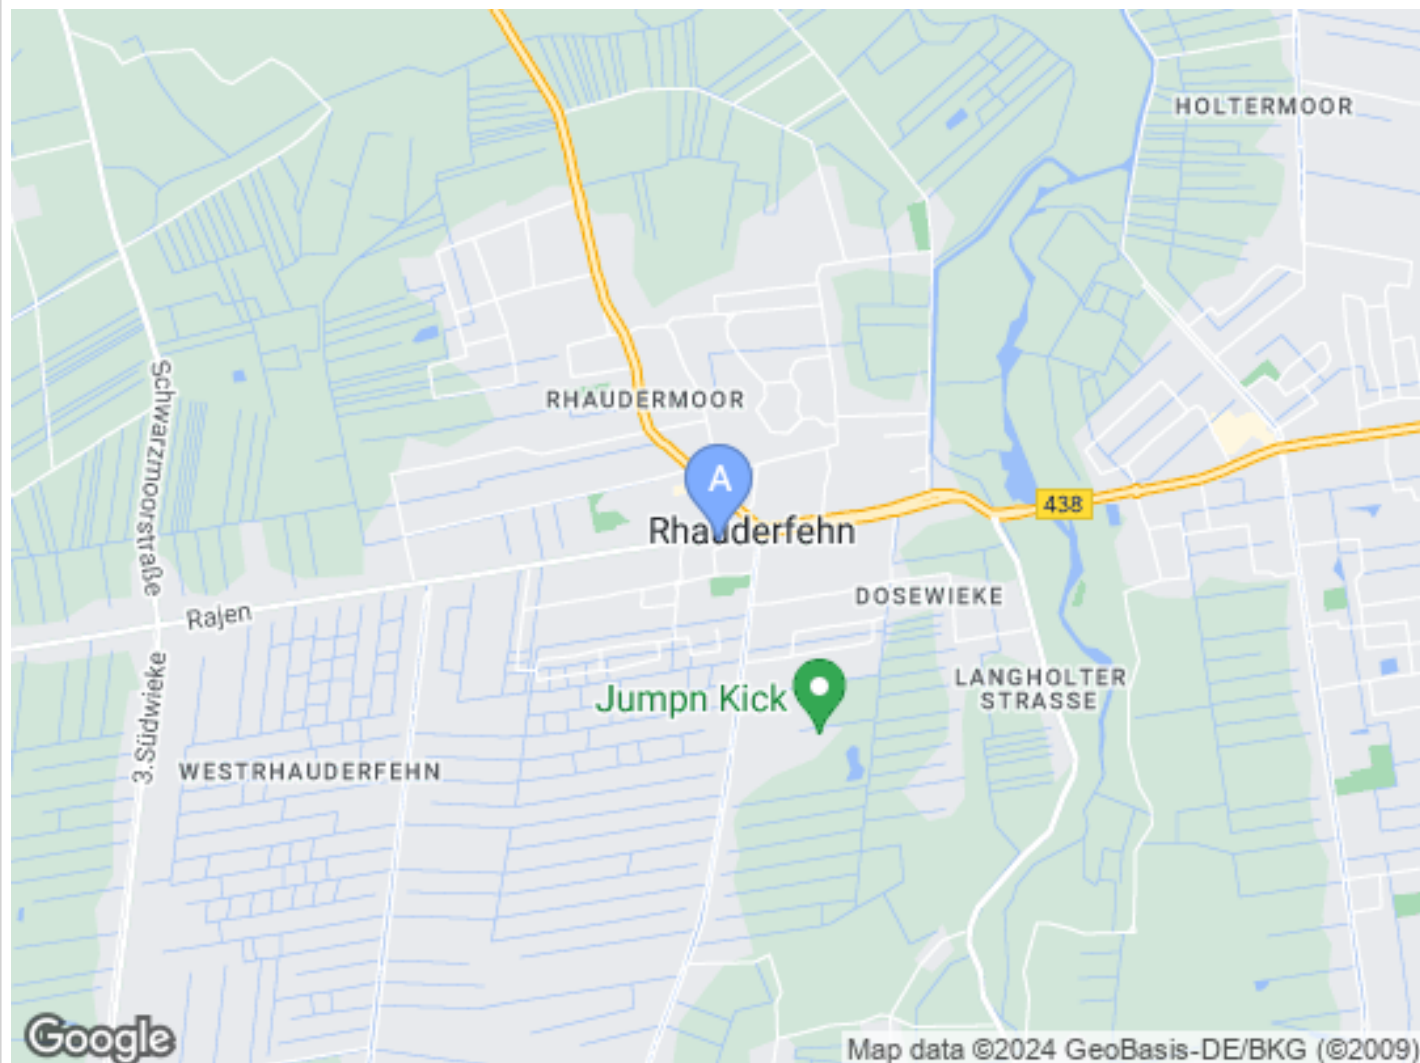 HOLTERMOOR
Schwarzmoorstraße
RHAUDERMOOR
A
438
Rhauderfehn
DOSEWIEKE
Rajen
3.Südwieke
LANGHOLTER
STRASSE
Jumpn Kick
WESTRHAUDERFEHN
Google
Map data ©2024 GeoBasis-DE/BKG (©2009)